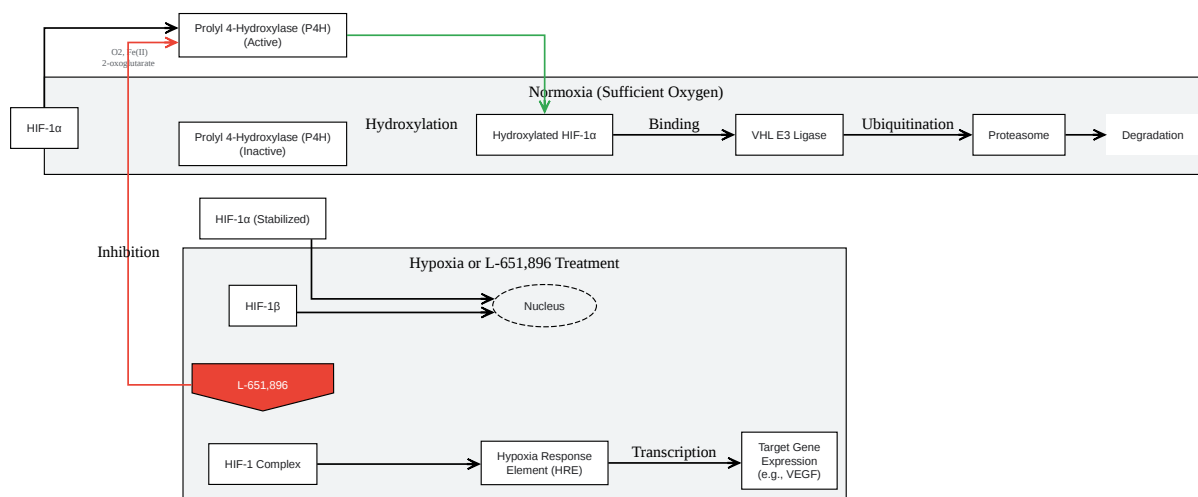 Prolyl 4-Hydroxylase (P4H)
(Active)
O2, Fe(II)
2-oxoglutarate
Normoxia (Sufficient Oxygen)
HIF-1α
Prolyl 4-Hydroxylase (P4H)
(Inactive)
Hydroxylation
Hydroxylated HIF-1α
Binding
VHL E3 Ligase
Ubiquitination
Proteasome
Degradation
HIF-1α (Stabilized)
Inhibition
Hypoxia or L-651,896 Treatment
HIF-1β
Nucleus
L-651,896
HIF-1 Complex
Hypoxia Response
Element (HRE)
Transcription
Target Gene
Expression
(e.g., VEGF)